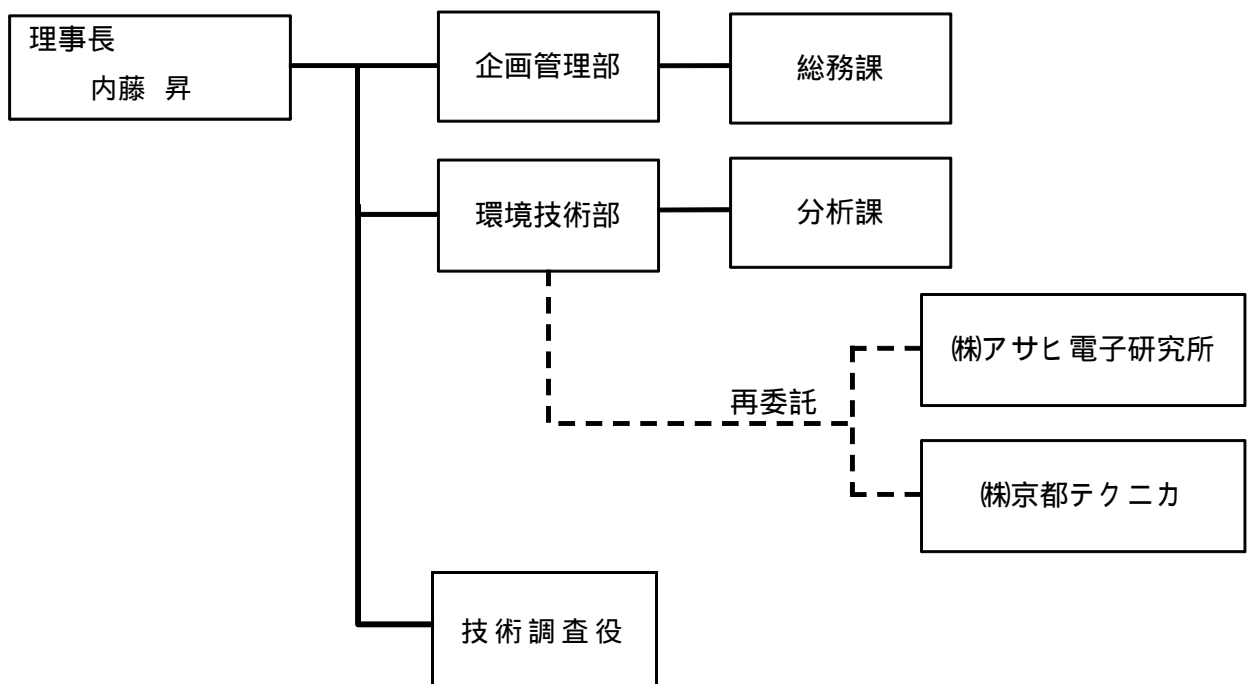 理事長
内藤 昇
企画管理部
総務課
環境技術部
分析課
㈱アサヒ電子研究所
再委託
㈱京都テクニカ
技術調査役